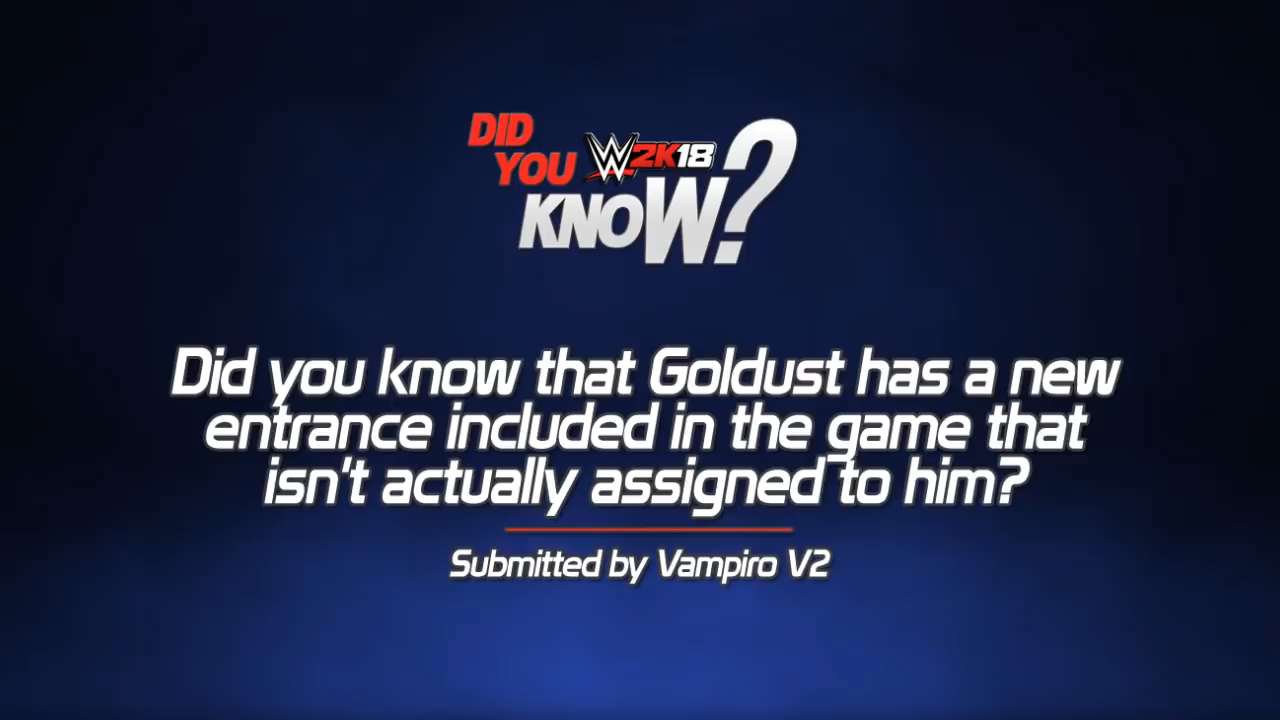 DID
YOU W 2K18
KNOW?
Did you know that Goldust has a new
entrance included in the game that
isn't actually assigned to him?
Submitted by Vampiro V2